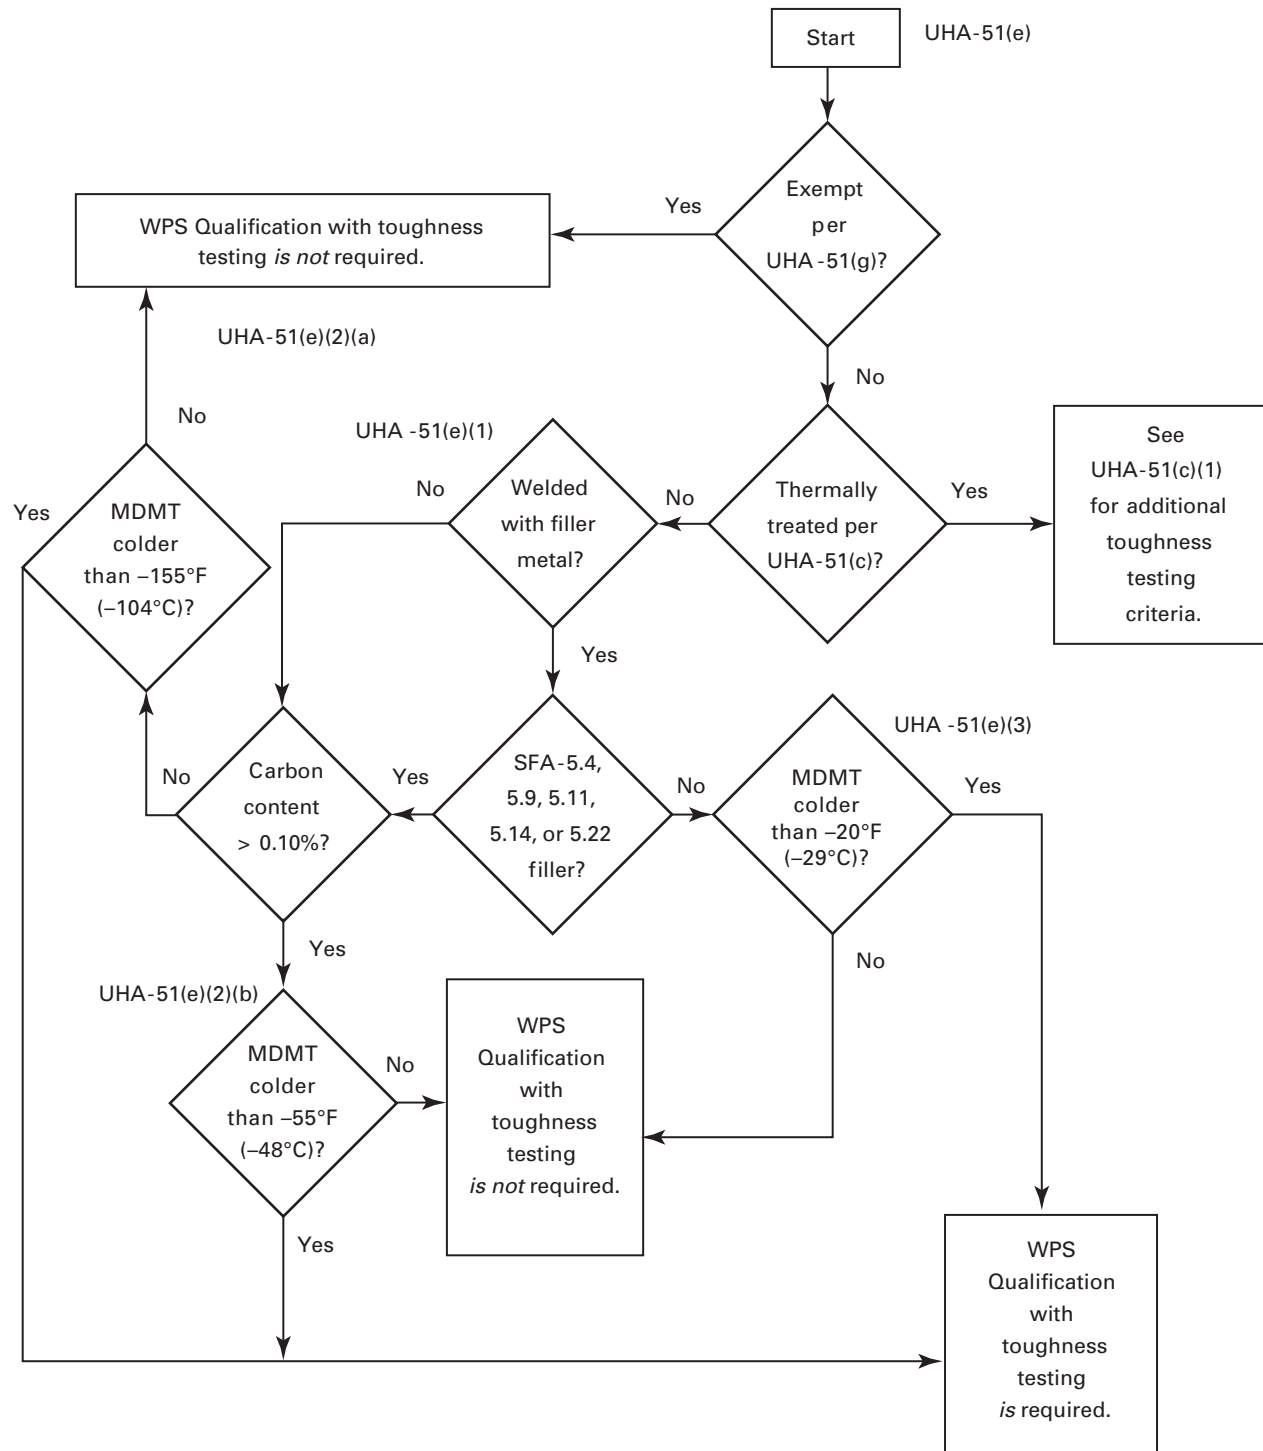 Start
UHA-51(e)
Exempt
per
UHA-51(g)?
Yes
WPS Qualification with toughness
testing is not required.
UHA-51(e)(2)(a)
No
No
UHA -51(e)(1)
See
UHA-51(c)(1)
for additional
toughness
testing
criteria.
Thermally
treated per
UHA-51(c)?
Yes
No
Welded
with filler
metal?
No
Yes
MDMT
colder
than –155°F
(–104°C)?
Yes
Yes
SFA-5.4,
5.9, 5.11,
5.14, or 5.22
filler?
Yes
No
Carbon
content
> 0.10%?
No
Yes
UHA -51(e)(3)
MDMT
colder
than –20°F
(–29°C)?
Yes
No
UHA-51(e)(2)(b)
MDMT
colder
than –55°F
(–48°C)?
No
Yes
WPS
Qualification
with
toughness
testing
is not required.
WPS
Qualification
with
toughness
testing
is required.